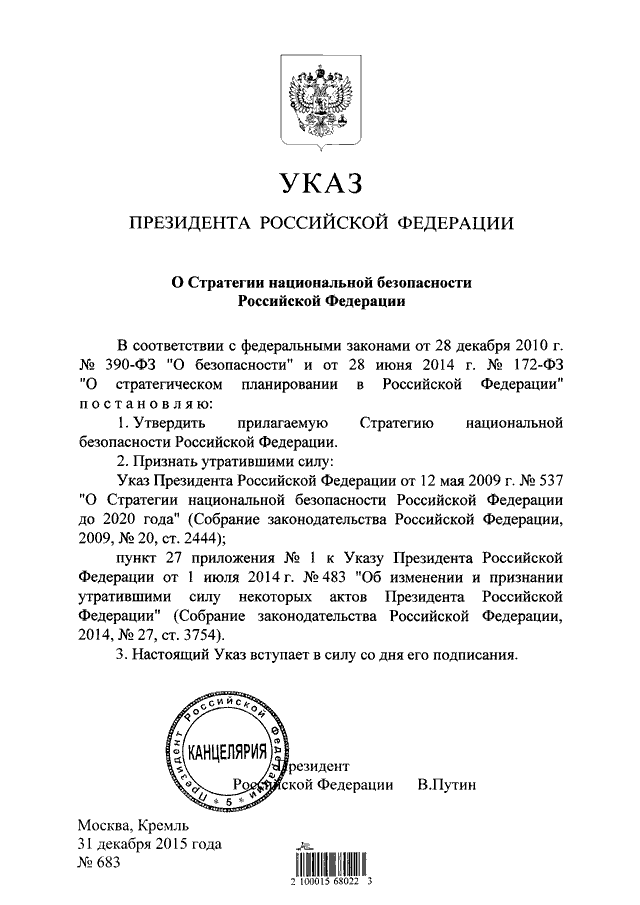 УКАЗ
ПРЕЗИДЕНТА РОССИЙСКОЙ ФЕДЕРАЦИИ
О Стратегии национальной безопасности
Российской Федерации
В соответствии с федеральными законами от 28 декабря 2010 г.
№ 390-ФЗ "О безопасности" и от 28 июня 2014 г. № 172-ФЗ
"О стратегическом планировании в Российской Федерации"
п о с т а н о в л я ю:
1. Утвердить прилагаемую Стратегию национальной
безопасности Российской Федерации.
2. Признать утратившими силу:
Указ Президента Российской Федерации от 12 мая 2009 г. № 537
"О Стратегии национальной безопасности Российской Федерации
до 2020 года" (Собрание законодательства Российской Федерации,
2009, № 20, ст. 2444);
пункт 27 приложения № 1 к Указу Президента Российской
Федерации от 1 июля 2014 г. № 483 "Об изменении и признании
утратившими силу некоторых актов Президента Российской
Федерации" (Собрание законодательства Российской Федерации,
2014, № 27, ст. 3754).
3. Настоящий Указ вступает в силу со дня его подписания.
Президент Российской Федерации
* 5 *
КАНЦЕЛЯРИЯ
Президент
Российской Федерации В.Путин
Москва, Кремль
31 декабря 2015 года
№ 683
2 100015 68022 3